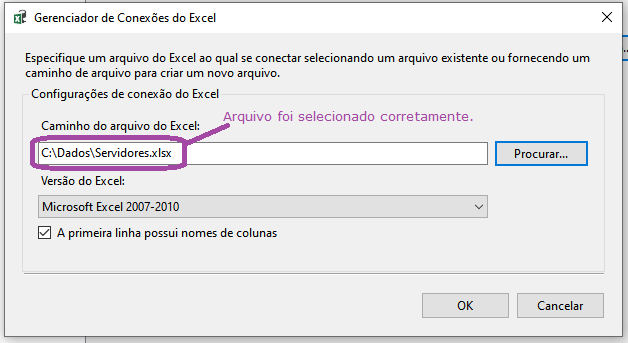 Gerenciador de Conexões do Excel
Especifique um arquivo do Excel ao qual se conectar selecionando um arquivo existente ou fornecendo um
caminho de arquivo para criar um novo arquivo.
Configurações de conexão do Excel
Arquivo foi selecionado corretamente.
Caminho do arquivo do Excel:
C:\Dados\Servidores.xlsx
Procurar...
Versão do Excel:
Microsoft Excel 2007-2010
A primeira linha possui nomes de colunas
OK
Cancelar